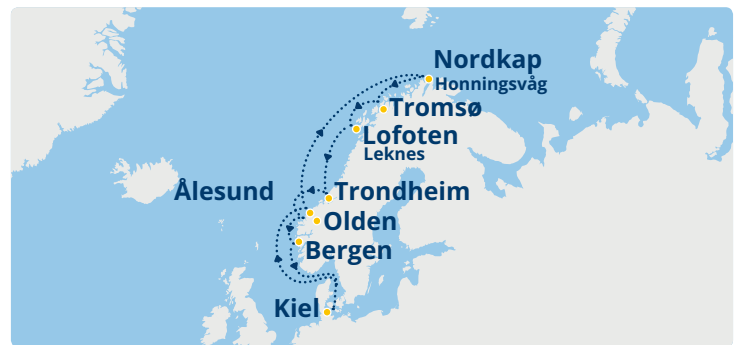 Nordkap
Honningsvåg
Tromsø
Lofoten
Leknes
Ålesund
Trondheim
Olden
Bergen
Kiel